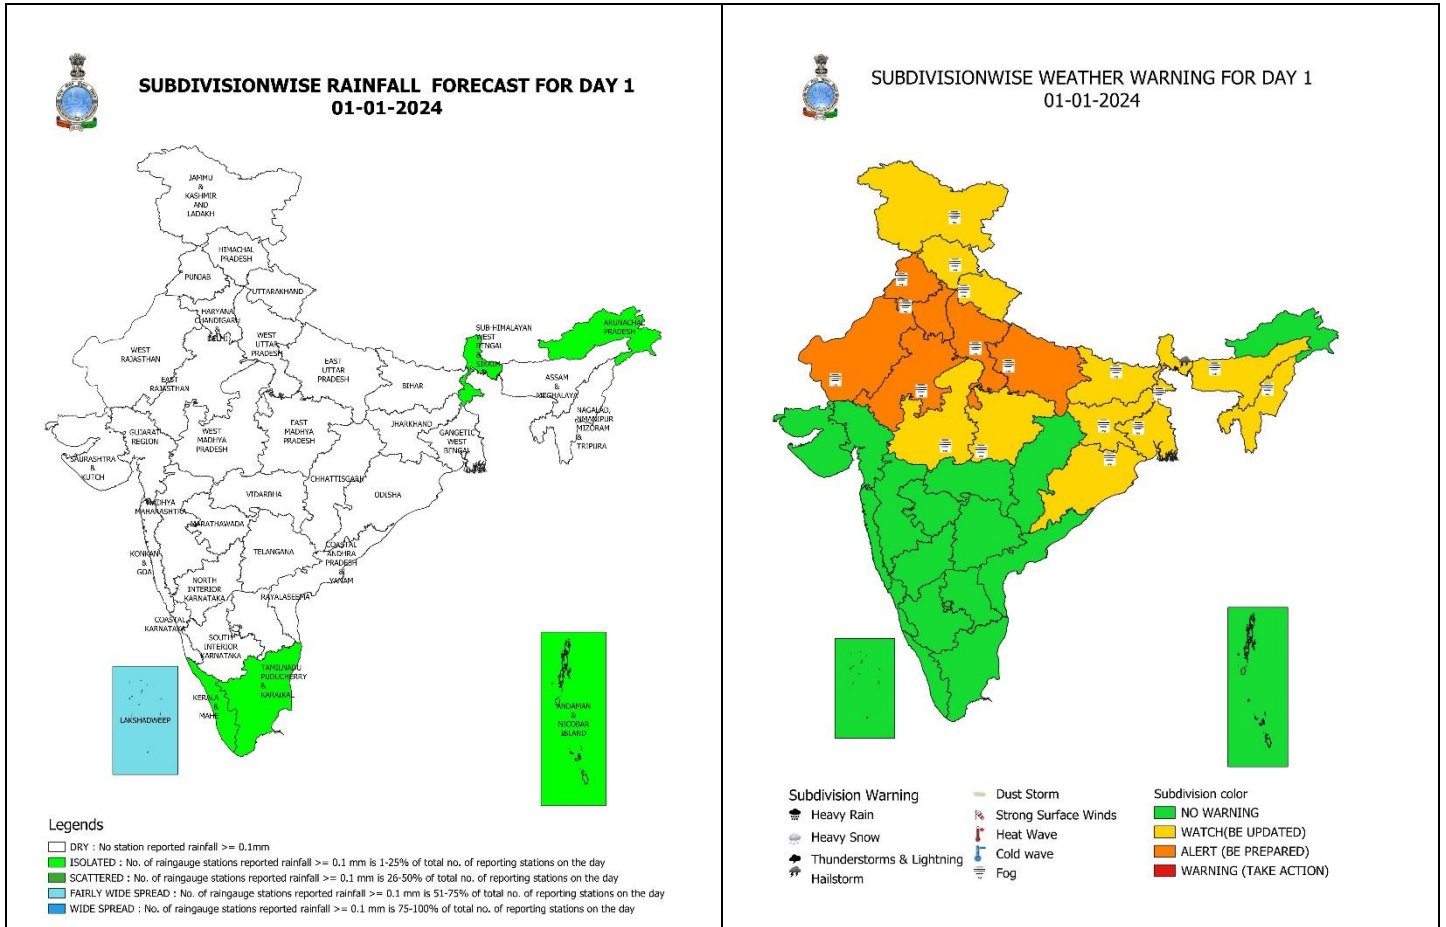 SUBDIVISIONWISE RAINFALL FORECAST FOR DAY 1
01-01-2024
JAMMU
&
KASHMIR
AND
LADAKH
HIMACHAL
PRADESH
PUNJAB
UTTARAKHAND
HARYANA
CHANDIGARH
&
DELHI
WEST
RAJASTHAN
WEST
UTTAR
PRADESH
EAST
UTTAR
PRADESH
SUB-HIMALAYAN
WEST
BENGAL
&
SIKKIM
ARUNACHAL
PRADESH
EAST
RAJASTHAN
BIHAR
ASSAM
&
MEGHALAYA
NAGALAD,
MANIPUR
MIZORAM
&
TRIPURA
GUJARAT
REGION
WEST
MADHYA
PRADESH
EAST
MADHYA
PRADESH
JHARKHAND
GANGETIC
WEST
BENGAL
SAURASHTRA
&
KUTCH
CHHATTISGARH
ODISHA
VIDARBHA
MADHYA
MAHARASHTRA
MARATHAWADA
TELANGANA
COASTAL
ANDHRA
PRADESH
&
YANAM
KONKAN
&
GOA
NORTH
INTERIOR
KARNATAKA
RAYALASEEMA
COASTAL
KARNATAKA
SOUTH
INTERIOR
KARNATAKA
TAMILNADU
PUDUCHERRY
&
KARAIKAL
KERALA
&
MAHE
LAKSHADWEEP
ANDAMAN
&
NICOBAR
ISLAND
Legends
DRY : No station reported rainfall >= 0.1mm
ISOLATED : No. of raingauge stations reported rainfall >= 0.1 mm is 1-25% of total no. of reporting stations on the day
SCATTERED : No. of raingauge stations reported rainfall >= 0.1 mm is 26-50% of total no. of reporting stations on the day
FAIRLY WIDE SPREAD : No. of raingauge stations reported rainfall >= 0.1 mm is 51-75% of total no. of reporting stations on the day
WIDE SPREAD : No. of raingauge stations reported rainfall >= 0.1 mm is 75-100% of total no. of reporting stations on the day
SUBDIVISIONWISE WEATHER WARNING FOR DAY 1
01-01-2024
Subdivision Warning
Heavy Rain
Heavy Snow
Thunderstorms & Lightning
Hailstorm
Dust Storm
Strong Surface Winds
Heat Wave
Cold wave
Fog
Subdivision color
NO WARNING
WATCH(BE UPDATED)
ALERT (BE PREPARED)
WARNING (TAKE ACTION)